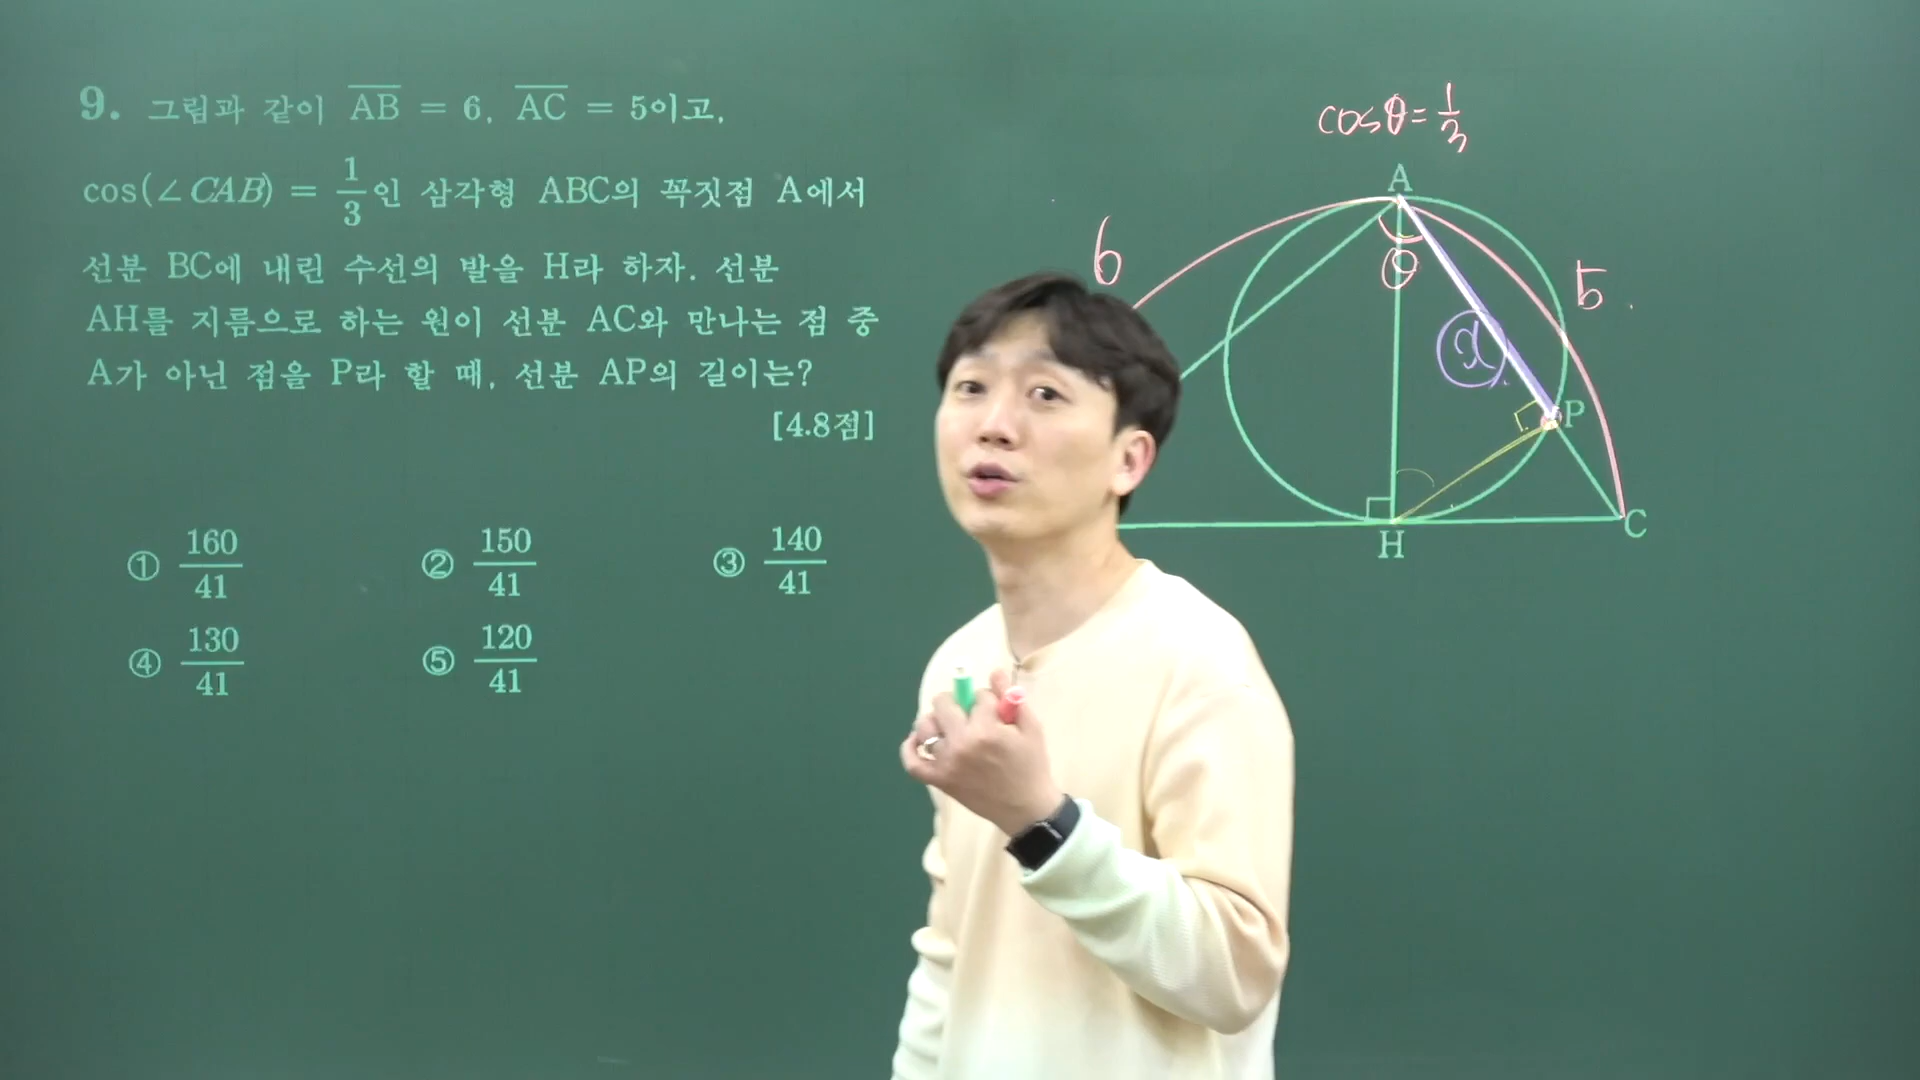 9. 그림과 같이 AB = 6, AC = 5이고,
cos(∠CAB) = 1/3인 삼각형 ABC의 꼭짓점 A에서
선분 BC에 내린 수선의 발을 H라 하자. 선분
AH를 지름으로 하는 원이 선분 AC와 만나는 점 중
A가 아닌 점을 P라 할 때, 선분 AP의 길이는?
[4.8점]
① 160/41 ② 150/41 ③ 140/41
④ 130/41 ⑤ 120/41
cosθ = 1/3
A
6
θ
5
x
P
H
C